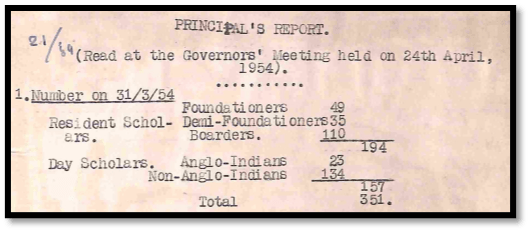 PRINCIPAL'S REPORT.
21/54
(Read at the Governors' Meeting held on 24th April,
1954).
...........
1. Number on 31/3/54
Foundationers 49
Resident Schol- Demi-Foundationers 35
ars. Boarders. 110
194
Day Scholars. Anglo-Indians 23
Non-Anglo-Indians 134
157
Total 351.